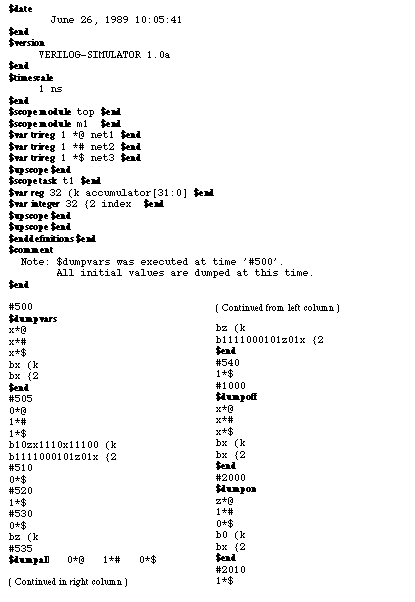 $date
June 26, 1989 10:05:41
$end
$version
VERILOG-SIMULATOR 1.0a
$end
$timescale
1 ns
$end
$scope module top $end
$scope module m1 $end
$var trireg 1 *@ net1 $end
$var trireg 1 *# net2 $end
$var trireg 1 *$ net3 $end
$upscope $end
$scope task t1 $end
$var reg 32 (k accumulator[31:0] $end
$var integer 32 {2 index $end
$upscope $end
$upscope $end
$enddefinitions $end
$comment
Note: $dumpvars was executed at time '#500'.
All initial values are dumped at this time.
$end
#500
$dumpvars
x*@
x*#
x*$
bx (k
bx {2
$end
#505
0*@
1*#
1*$
b10zx1110x11100 (k
b1111000101z01x {2
#510
0*$
#520
1*$
#530
0*$
bz (k
#535
$dumpall 0*@ 1*# 0*$
( Continued in right column )
( Continued from left column )
bz (k
b1111000101z01x {2
$end
#540
1*$
#1000
$dumpoff
x*@
x*#
x*$
bx (k
bx {2
$end
#2000
$dumpon
z*@
1*#
0*$
b0 (k
bx {2
$end
#2010
1*$